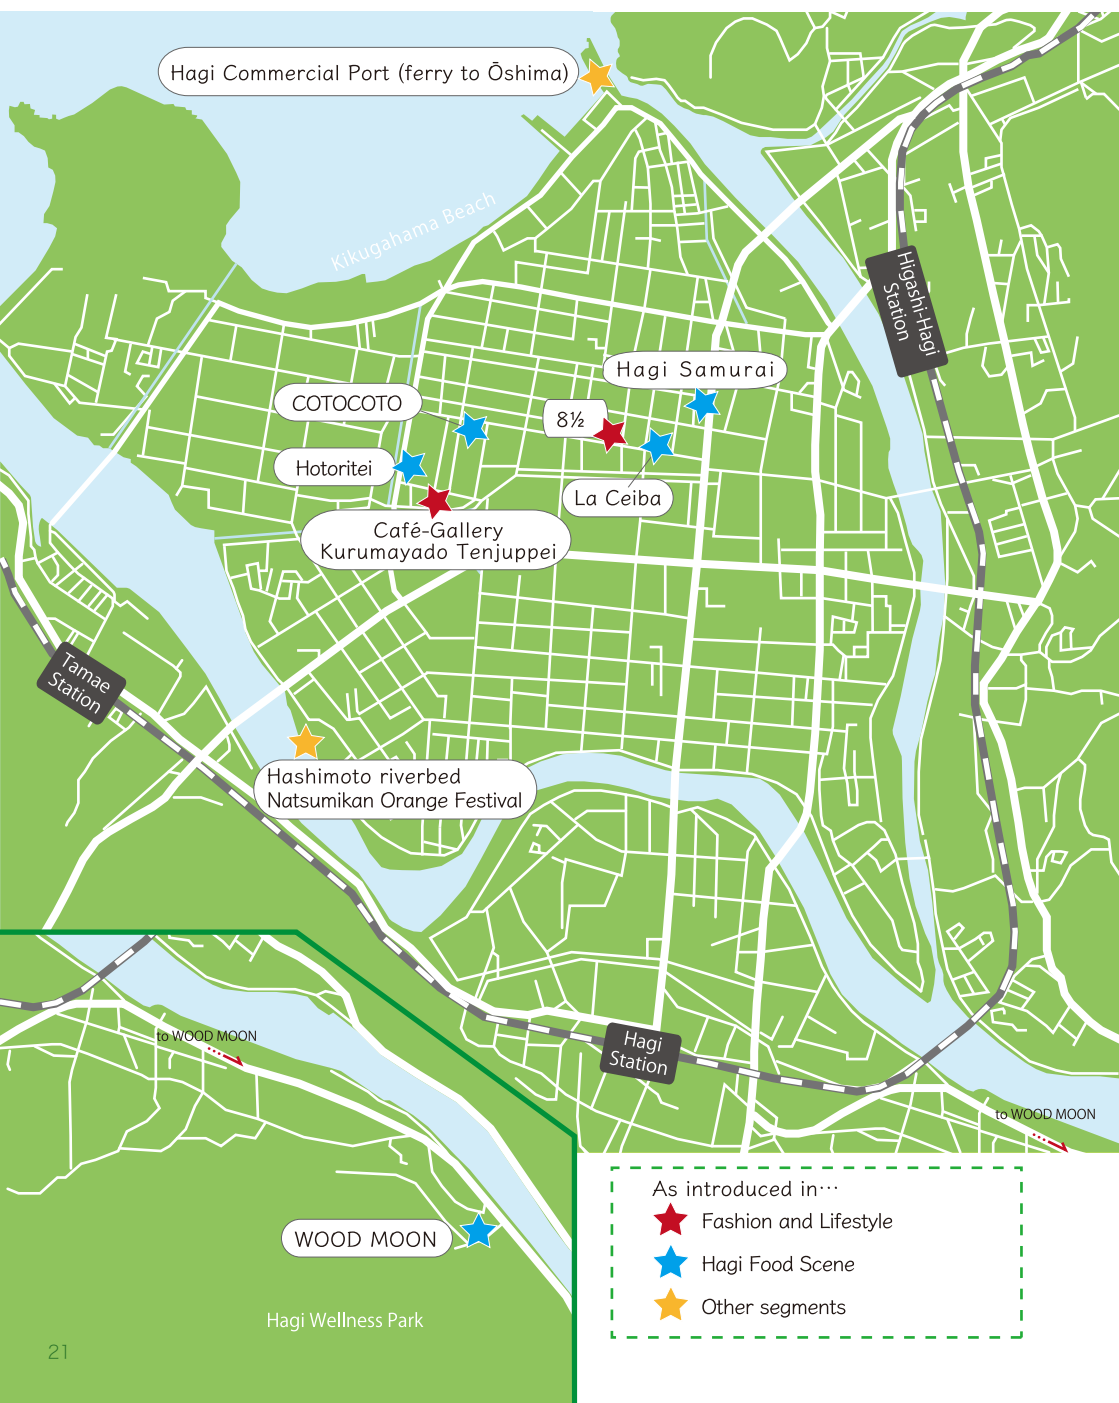 Hagi Commercial Port (ferry to Ōshima)
Kikugahama Beach
Higashi-Hagi
Station
Hagi Samurai
COTOCOTO
8½
Hotoritei
La Ceiba
Café-Gallery
Kurumayado Tenjuppei
Tamae
Station
Hashimoto riverbed
Natsumikan Orange Festival
to WOOD MOON
Hagi
Station
to WOOD MOON
WOOD MOON
Hagi Wellness Park
As introduced in…
Fashion and Lifestyle
Hagi Food Scene
Other segments
21